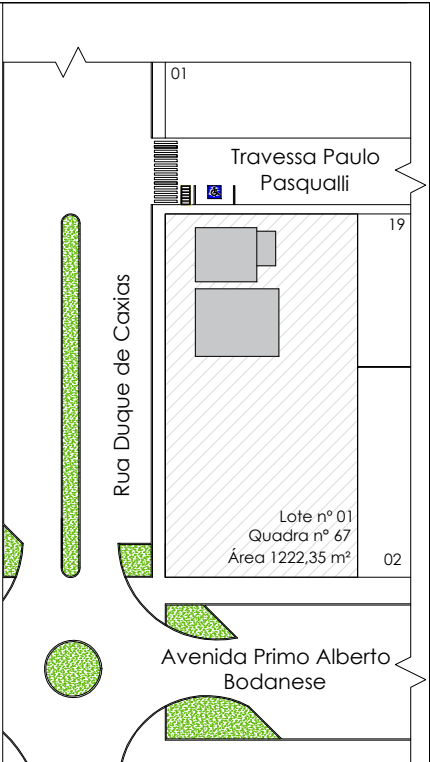 01
Travessa Paulo
Pasqualli
19
Rua Duque de Caxias
Lote nº 01
Quadra nº 67
Área 1222,35 m²
02
Avenida Primo Alberto
Bodanese